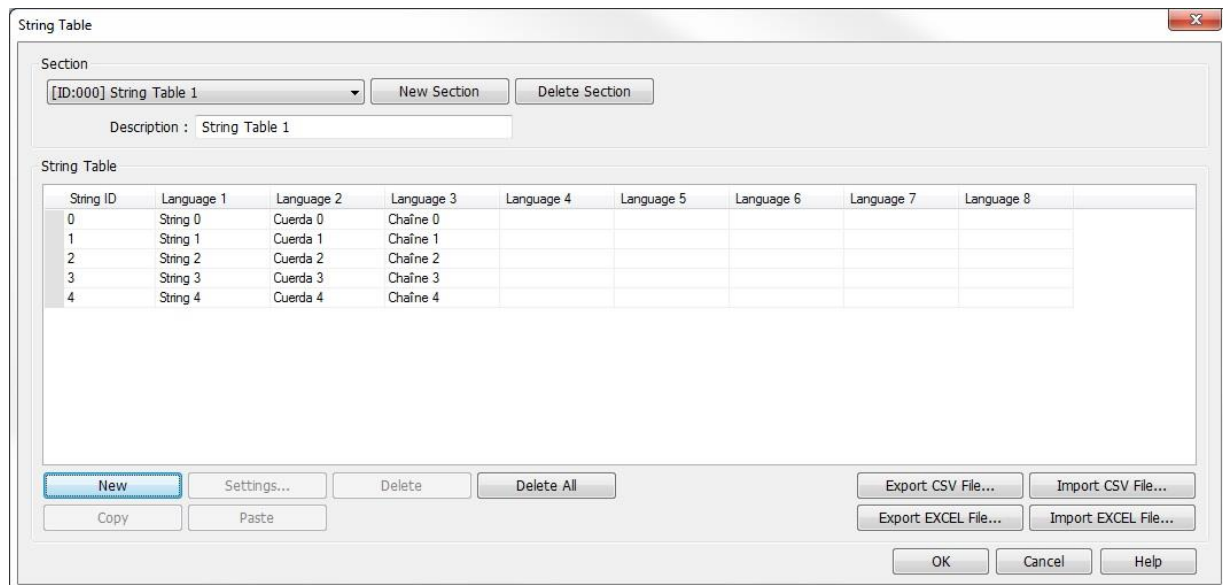 String Table
Section
[ID:000] String Table 1 New Section Delete Section
Description : String Table 1
String Table
String ID Language 1 Language 2 Language 3 Language 4 Language 5 Language 6 Language 7 Language 8
0 String 0 Cuerda 0 Chaîne 0
1 String 1 Cuerda 1 Chaîne 1
2 String 2 Cuerda 2 Chaîne 2
3 String 3 Cuerda 3 Chaîne 3
4 String 4 Cuerda 4 Chaîne 4
New Settings... Delete Delete All Export CSV File... Import CSV File...
Copy Paste Export EXCEL File... Import EXCEL File...
OK Cancel Help